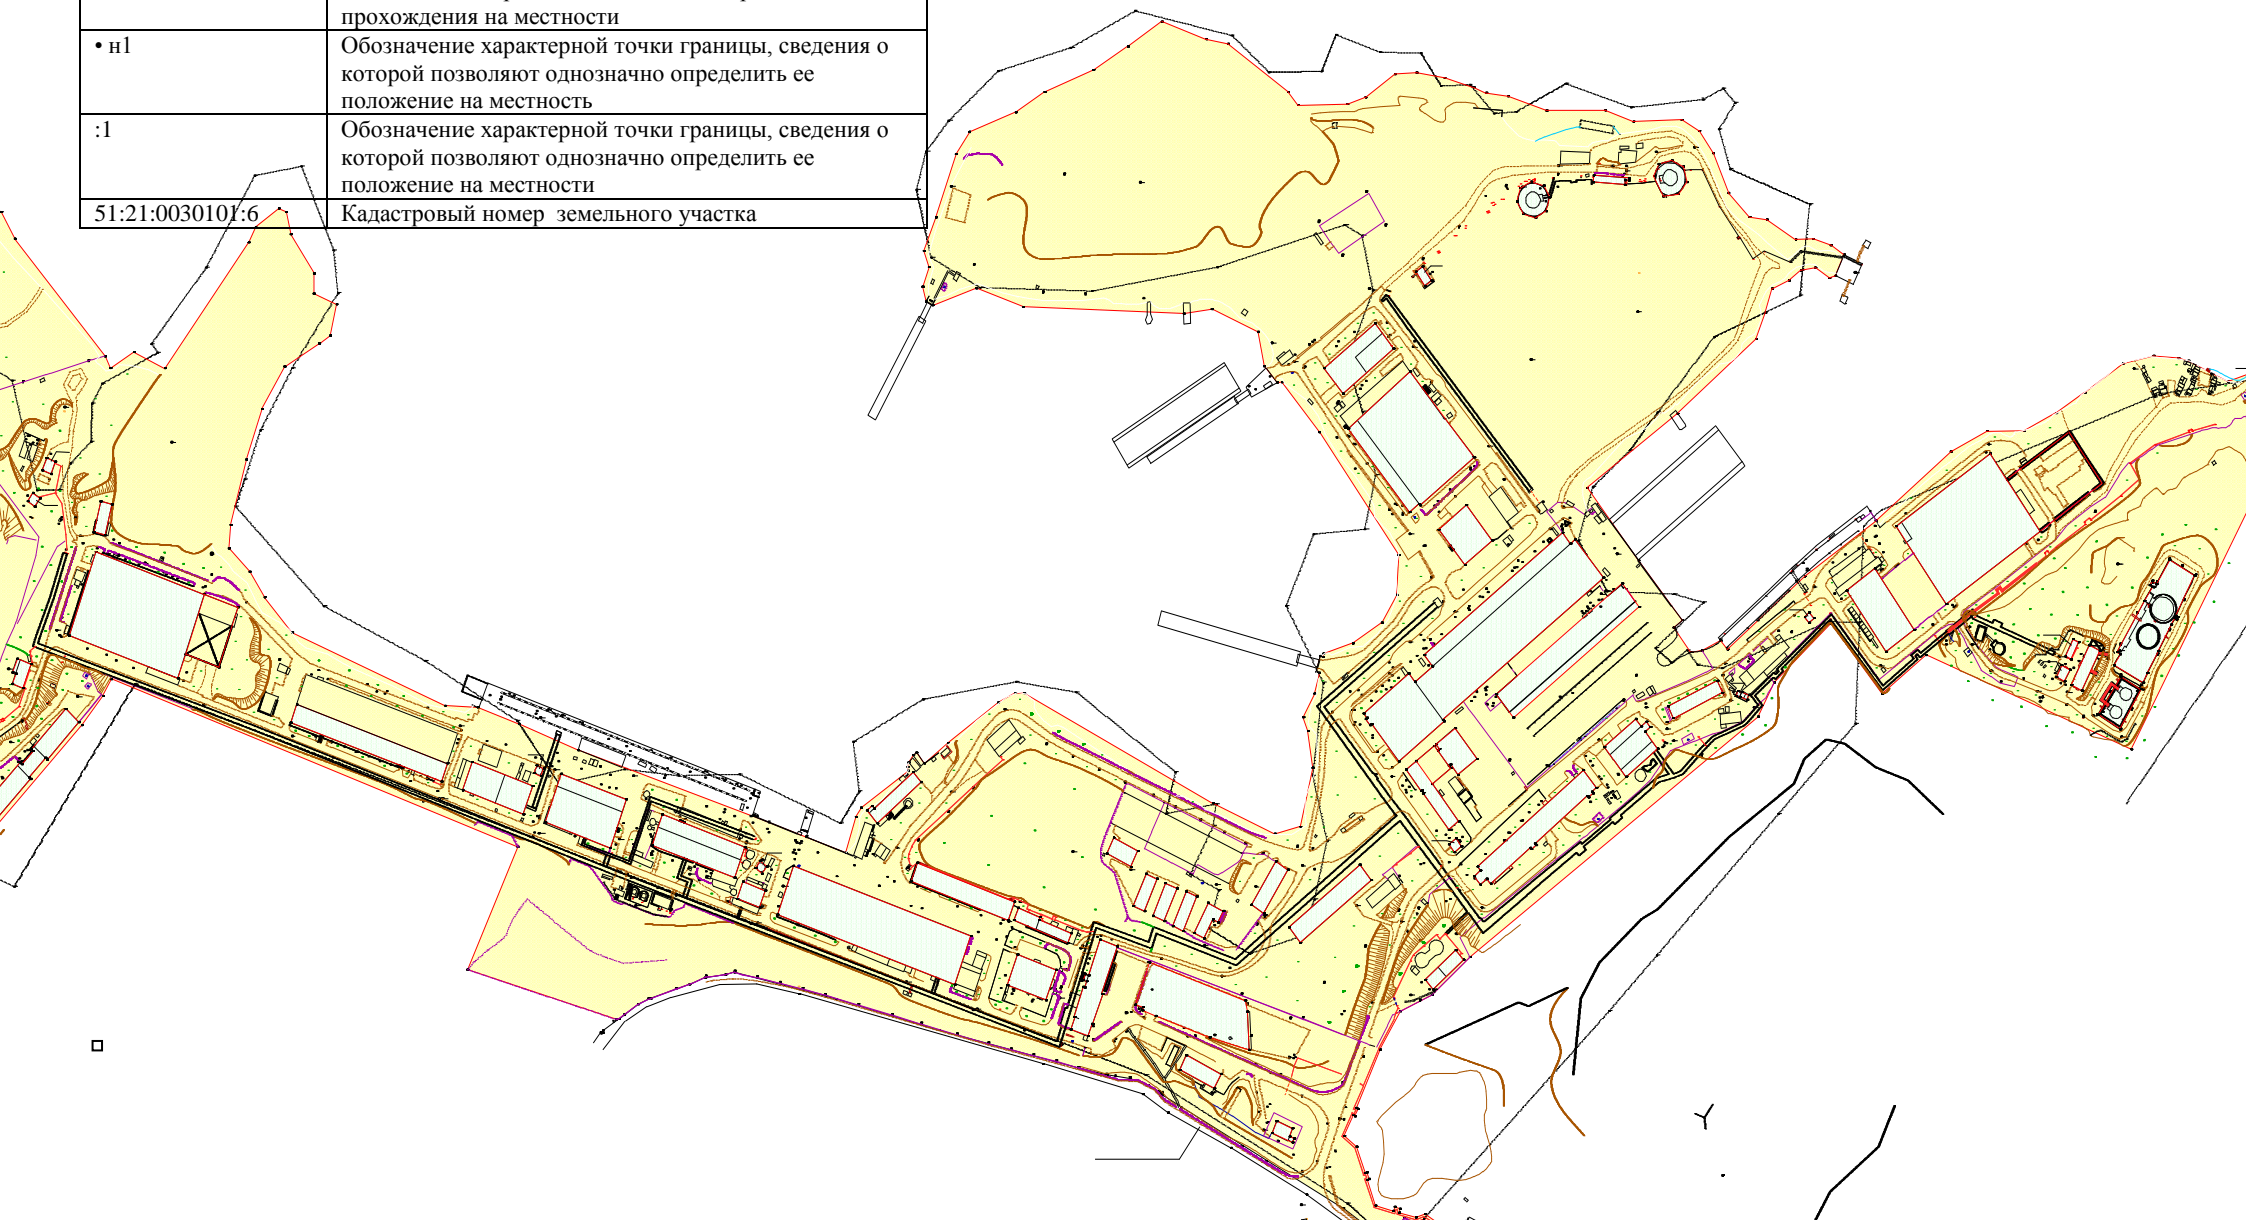 прохождения на местности
• н1
Обозначение характерной точки границы, сведения о
которой позволяют однозначно определить ее
положение на местность
:1
Обозначение характерной точки границы, сведения о
которой позволяют однозначно определить ее
положение на местности
51:21:0030101:6
Кадастровый номер земельного участка